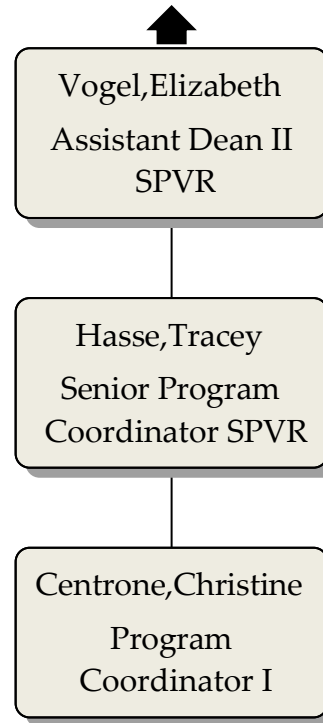 Vogel,Elizabeth
Assistant Dean II
SPVR
Hasse,Tracey
Senior Program
Coordinator SPVR
Centrone,Christine
Program
Coordinator I